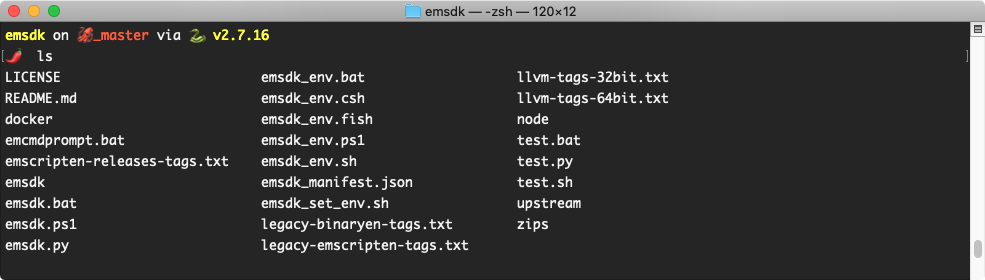 emsdk — -zsh — 120×12
emsdk on 🐙_master via 🐍 v2.7.16
[🌶 ls ]
LICENSE emsdk_env.bat llvm-tags-32bit.txt
README.md emsdk_env.csh llvm-tags-64bit.txt
docker emsdk_env.fish node
emcmdprompt.bat emsdk_env.ps1 test.bat
emscripten-releases-tags.txt emsdk_env.sh test.py
emsdk emsdk_manifest.json test.sh
emsdk.bat emsdk_set_env.sh upstream
emsdk.ps1 legacy-binaryen-tags.txt zips
emsdk.py legacy-emscripten-tags.txt